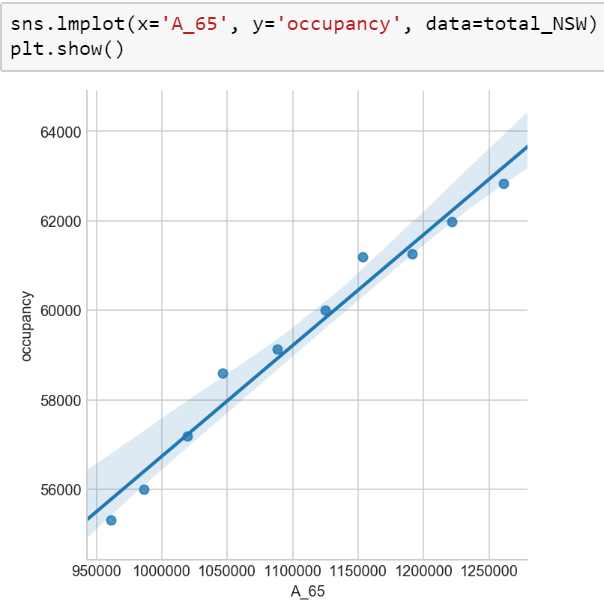 sns.lmplot(x='A_65', y='occupancy', data=total_NSW)
plt.show()
64000
62000
60000
58000
56000
occupancy
950000 1000000 1050000 1100000 1150000 1200000 1250000
A_65